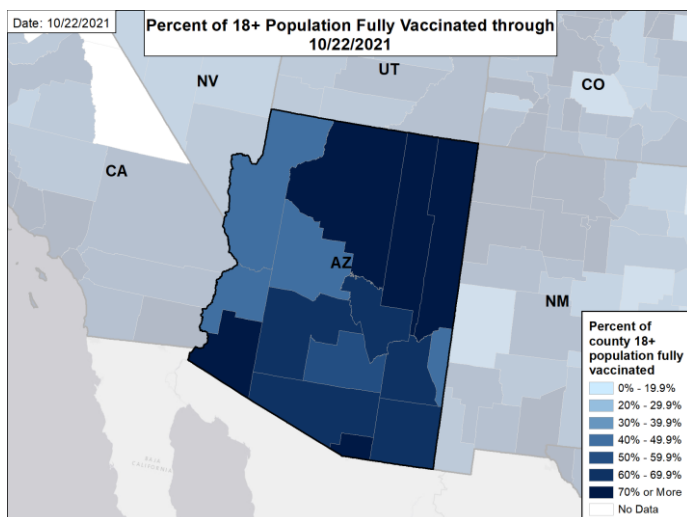 Date: 10/22/2021
Percent of 18+ Population Fully Vaccinated through
10/22/2021
NV
UT
CO
CA
AZ
NM
BAJA
CALIFORNIA
Percent of
county 18+
population fully
vaccinated
0% - 19.9%
20% - 29.9%
30% - 39.9%
40% - 49.9%
50% - 59.9%
60% - 69.9%
70% or More
No Data